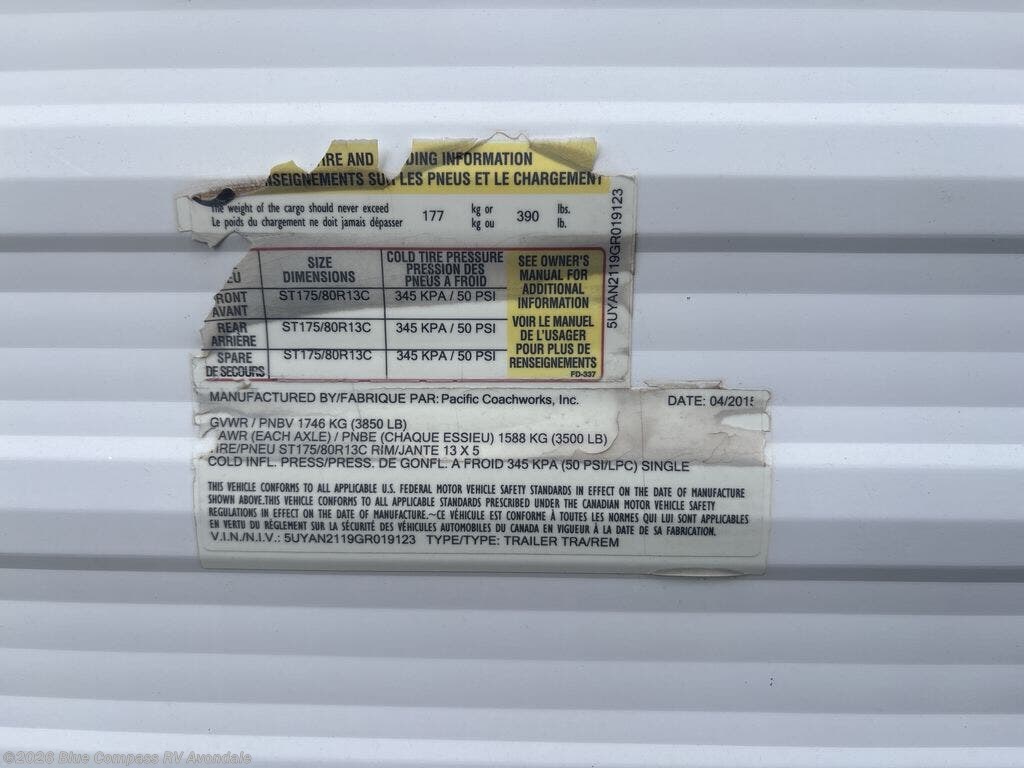 IRE AND DING INFORMATION
NSEIGNEMENTS SUR LES PNEUS ET LE CHARGEMENT
The weight of the cargo should never exceed 177 kg or 390 lbs.
Le poids du chargement ne doit jamais dépasser kg ou lb.
5UYAN2119GR019123
EU SIZE DIMENSIONS COLD TIRE PRESSURE PRESSION DES PNEUS A FROID
RONT AVANT ST175/80R13C 345 KPA / 50 PSI
REAR ARRIÈRE ST175/80R13C 345 KPA / 50 PSI
SPARE DE SECOURS ST175/80R13C 345 KPA / 50 PSI
SEE OWNER'S
MANUAL FOR
ADDITIONAL
INFORMATION
VOIR LE MANUEL
DE L'USAGER
POUR PLUS DE
RENSEIGNEMENTS
FD-337
MANUFACTURED BY/FABRIQUE PAR: Pacific Coachworks, Inc. DATE: 04/2015
GVWR / PNBV 1746 KG (3850 LB)
AWR (EACH AXLE) / PNBE (CHAQUE ESSIEU) 1588 KG (3500 LB)
TIRE/PNEU ST175/80R13C RIM/JANTE 13 X 5
COLD INFL. PRESS/PRESS. DE GONFL. A FROID 345 KPA (50 PSI/LPC) SINGLE
THIS VEHICLE CONFORMS TO ALL APPLICABLE U.S. FEDERAL MOTOR VEHICLE SAFETY STANDARDS IN EFFECT ON THE DATE OF MANUFACTURE
SHOWN ABOVE.THIS VEHICLE CONFORMS TO ALL APPLICABLE STANDARDS PRESCRIBED UNDER THE CANADIAN MOTOR VEHICLE SAFETY
REGULATIONS IN EFFECT ON THE DATE OF MANUFACTURE.~CE VÉHICULE EST CONFORME À TOUTES LES NORMES QUI LUI SONT APPLICABLES
EN VERTU DU RÈGLEMENT SUR LA SÉCURITÉ DES VÉHICULES AUTOMOBILES DU CANADA EN VIGUEUR À LA DATE DE SA FABRICATION.
V.I.N./N.I.V.: 5UYAN2119GR019123 TYPE/TYPE: TRAILER TRA/REM
©2026 Blue Compass RV Avondale